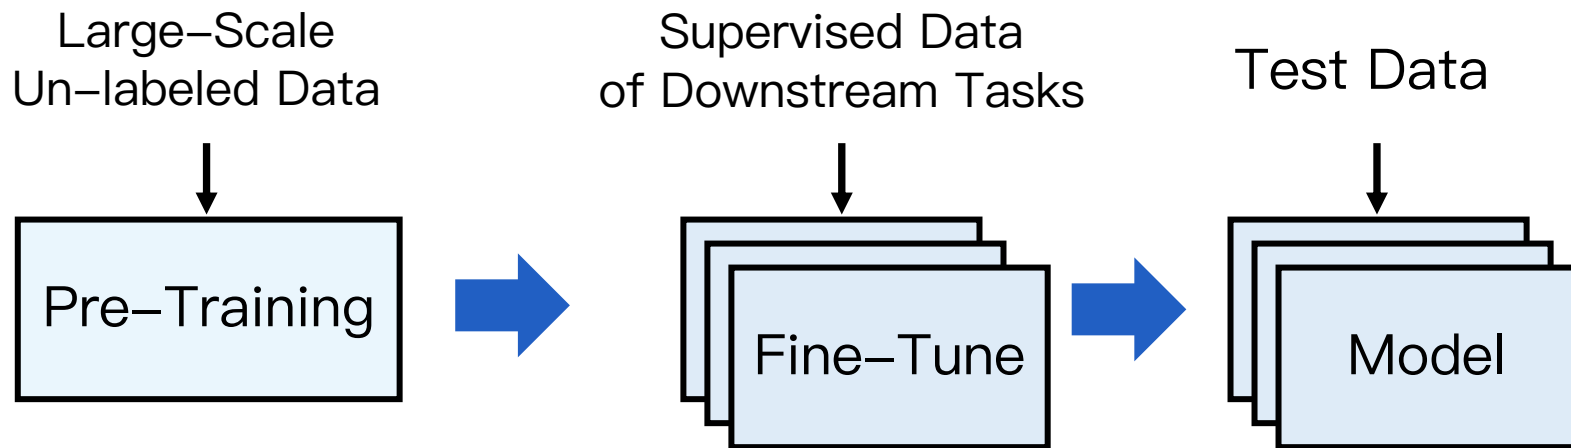 Large-Scale
Un-labeled Data
Supervised Data
of Downstream Tasks
Test Data
Pre-Training
Fine-Tune
Model